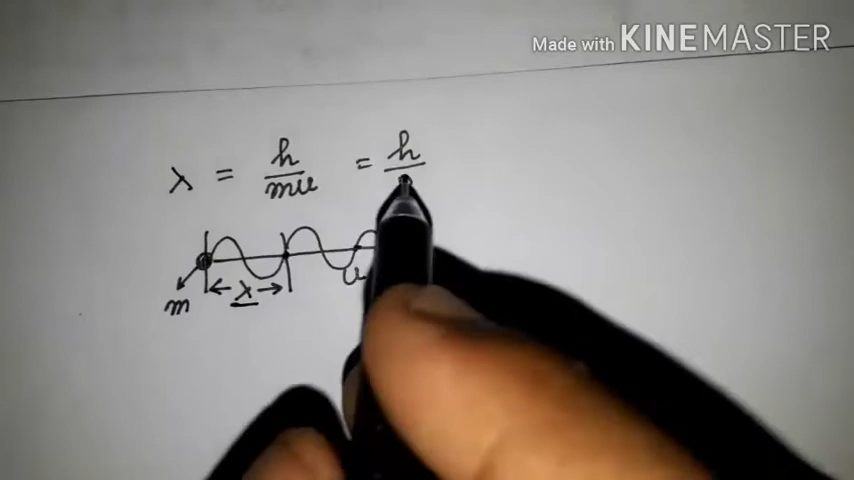 Made with KINEMASTER
λ = h/mv = h/
v
← λ →
m